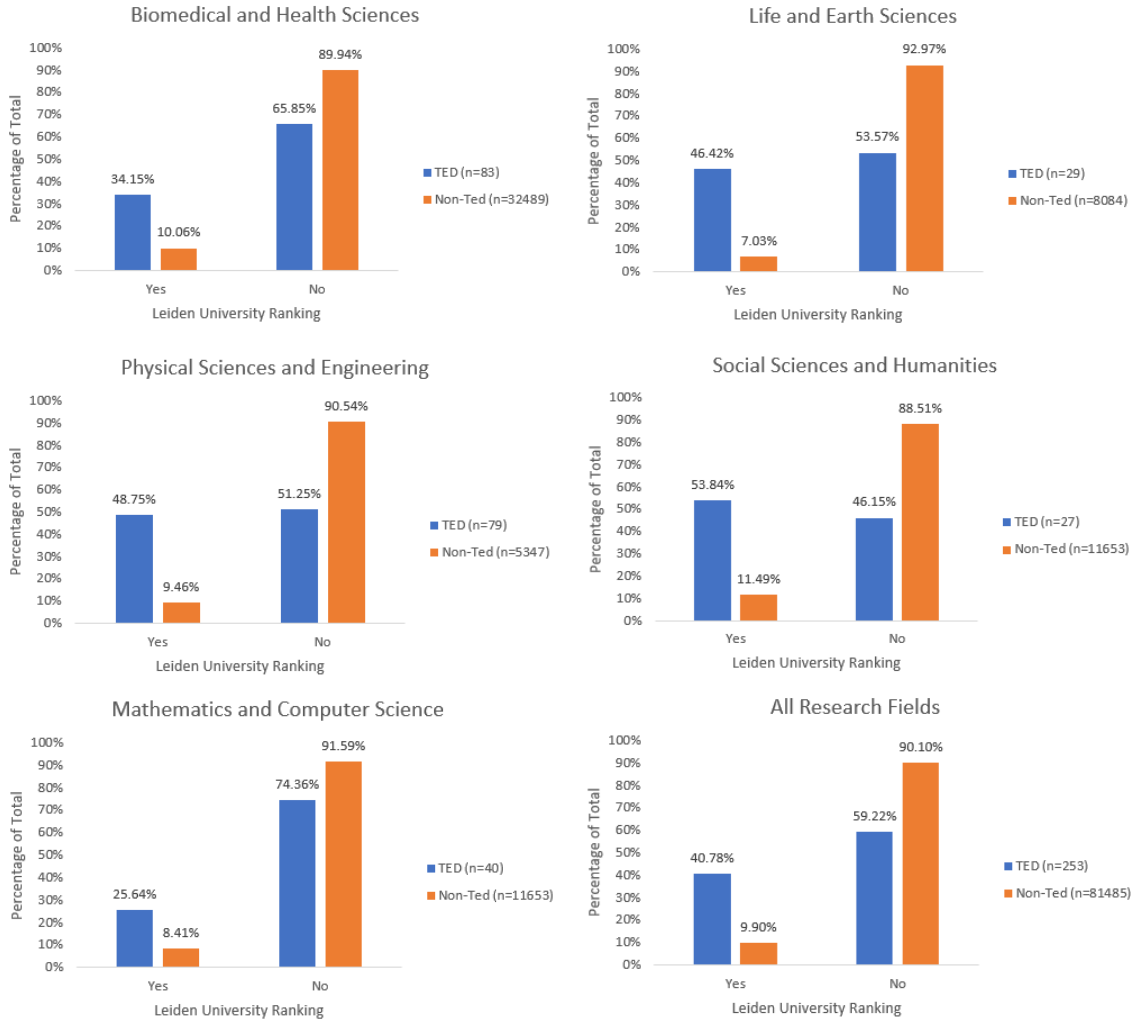 Biomedical and Health Sciences
Percentage of Total
100%
90%
80%
70%
60%
50%
40%
30%
20%
10%
0%
34.15%
10.06%
65.85%
89.94%
Yes
No
Leiden University Ranking
TED (n=83)
Non-Ted (n=32489)
Life and Earth Sciences
Percentage of Total
100%
90%
80%
70%
60%
50%
40%
30%
20%
10%
0%
46.42%
7.03%
53.57%
92.97%
Yes
No
Leiden University Ranking
TED (n=29)
Non-Ted (n=8084)
Physical Sciences and Engineering
Percentage of Total
100%
90%
80%
70%
60%
50%
40%
30%
20%
10%
0%
48.75%
9.46%
51.25%
90.54%
Yes
No
Leiden University Ranking
TED (n=79)
Non-Ted (n=5347)
Social Sciences and Humanities
Percentage of Total
100%
90%
80%
70%
60%
50%
40%
30%
20%
10%
0%
53.84%
11.49%
46.15%
88.51%
Yes
No
Leiden University Ranking
TED (n=27)
Non-Ted (n=11653)
Mathematics and Computer Science
Percentage of Total
100%
90%
80%
70%
60%
50%
40%
30%
20%
10%
0%
25.64%
8.41%
74.36%
91.59%
Yes
No
Leiden University Ranking
TED (n=40)
Non-Ted (n=11653)
All Research Fields
Percentage of Total
100%
90%
80%
70%
60%
50%
40%
30%
20%
10%
0%
40.78%
9.90%
59.22%
90.10%
Yes
No
Leiden University Ranking
TED (n=253)
Non-Ted (n=81485)